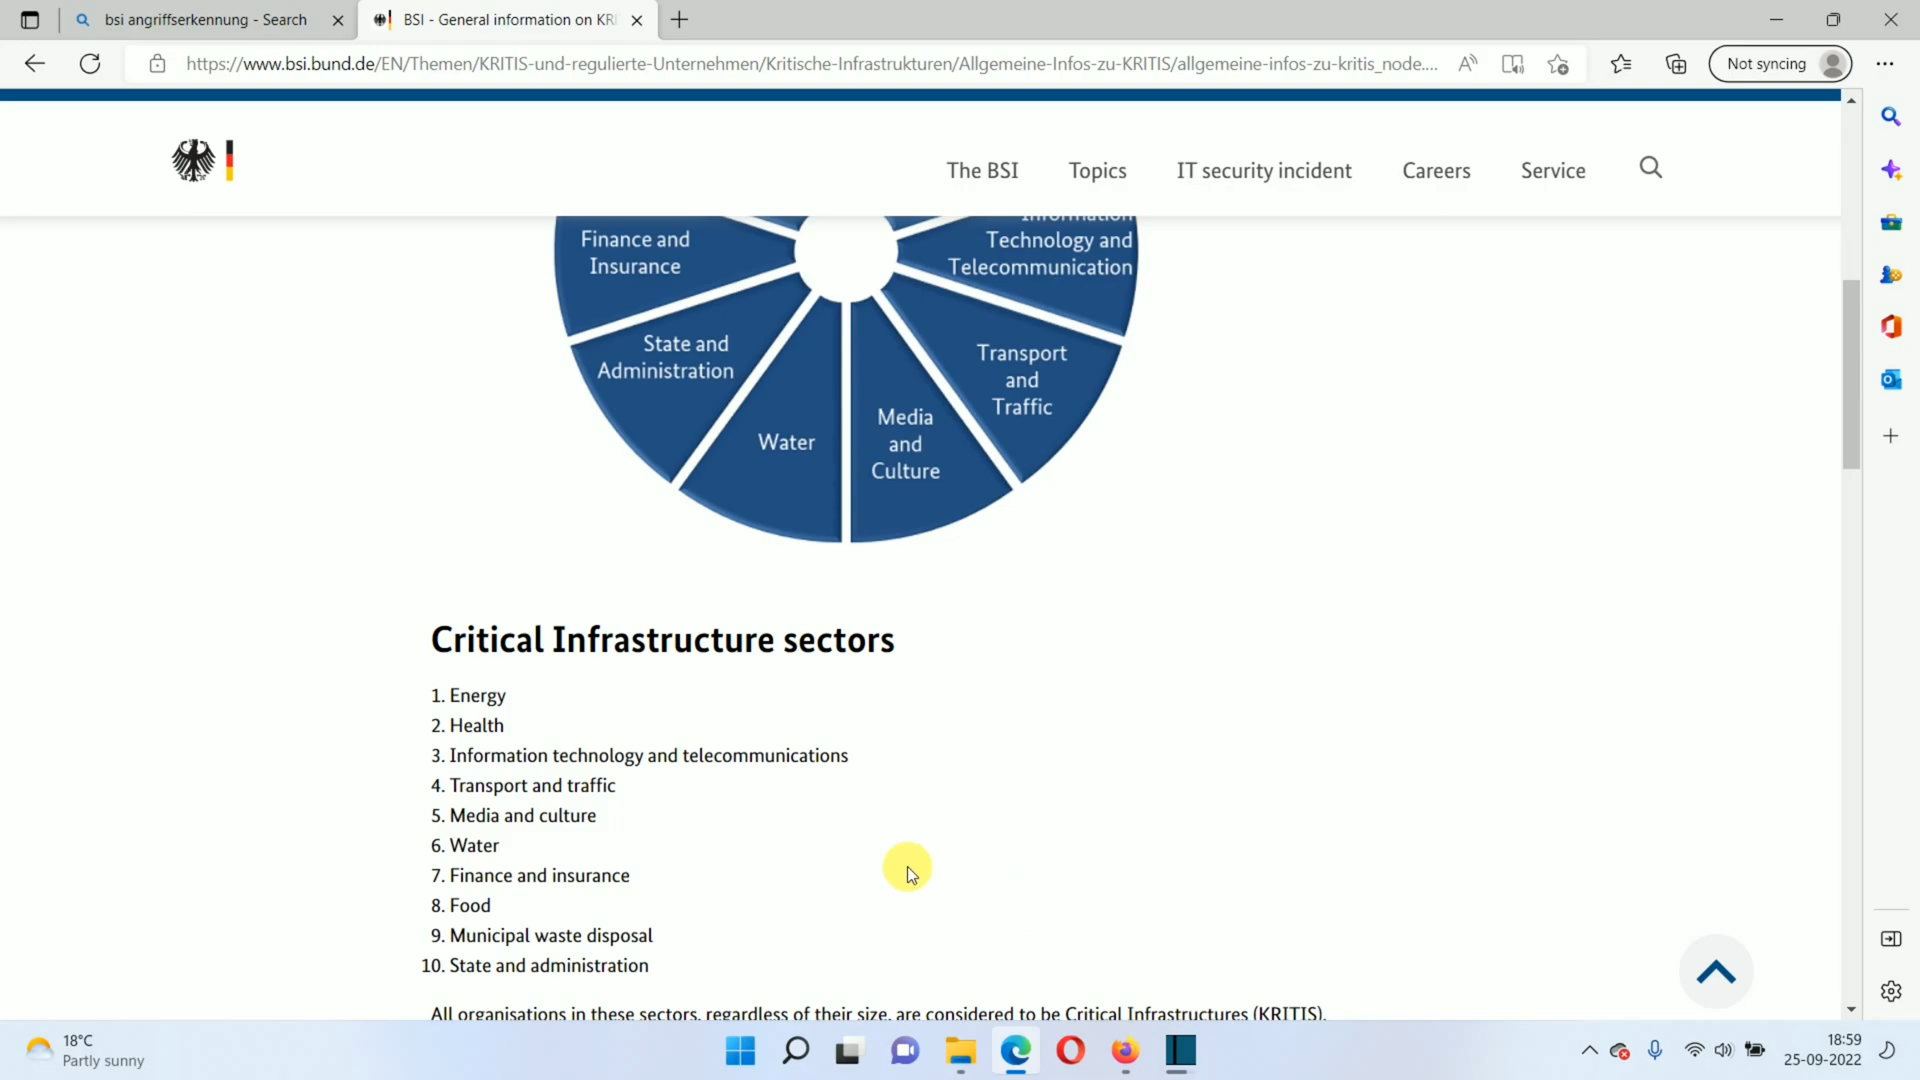 bsi angriffserkennung - Search
BSI - General information on KRI
https://www.bsi.bund.de/EN/Themen/KRITIS-und-regulierte-Unternehmen/Kritische-Infrastrukturen/Allgemeine-Infos-zu-KRITIS/allgemeine-infos-zu-kritis_node....
Not syncing
The BSI
Topics
IT security incident
Careers
Service
Finance and
Insurance
Information
Technology and
Telecommunication
State and
Administration
Transport
and
Traffic
Water
Media
and
Culture
Critical Infrastructure sectors
1. Energy
2. Health
3. Information technology and telecommunications
4. Transport and traffic
5. Media and culture
6. Water
7. Finance and insurance
8. Food
9. Municipal waste disposal
10. State and administration
All organisations in these sectors, regardless of their size, are considered to be Critical Infrastructures (KRITIS).
18°C
Partly sunny
18:59
25-09-2022